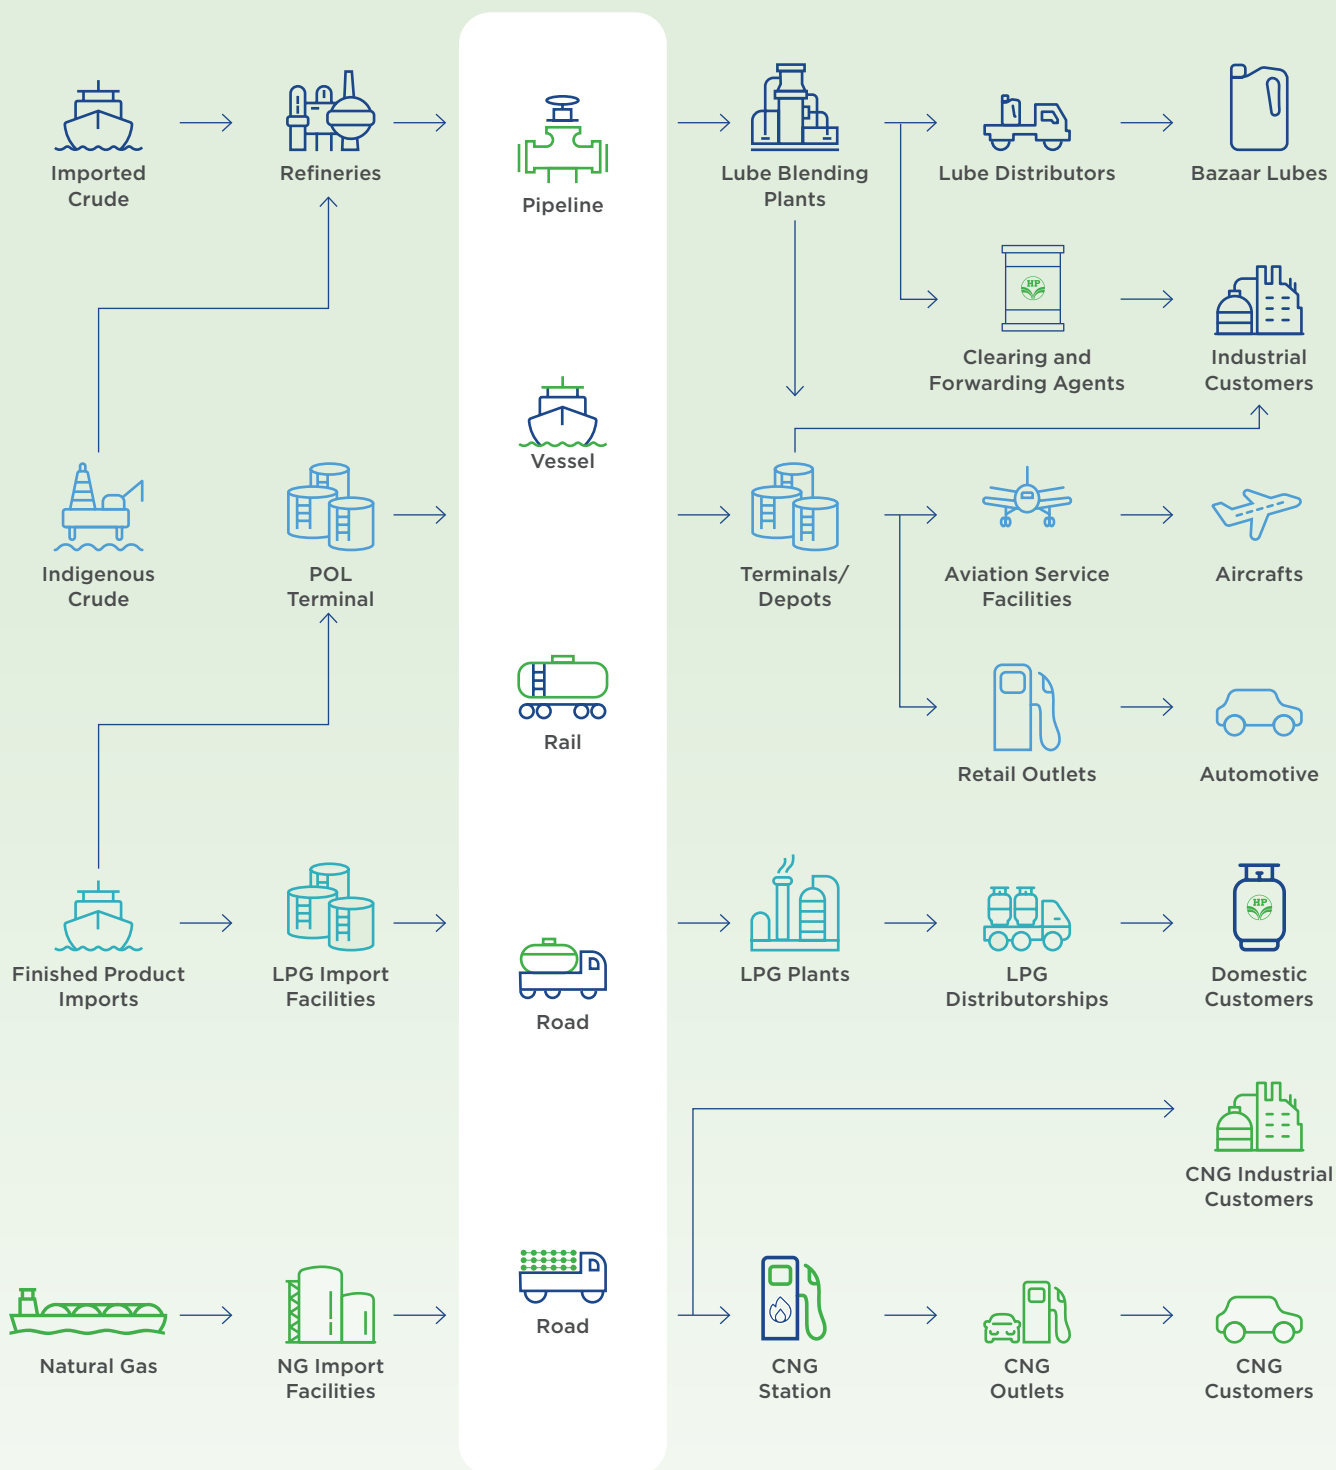 Imported
Crude
Refineries
Pipeline
Lube Blending
Plants
Lube Distributors
Bazaar Lubes
HP
Clearing and
Forwarding Agents
Industrial
Customers
Vessel
Indigenous
Crude
POL
Terminal
Terminals/
Depots
Aviation Service
Facilities
Aircrafts
Rail
Retail Outlets
Automotive
Finished Product
Imports
LPG Import
Facilities
Road
LPG Plants
LPG
Distributorships
HP
Domestic
Customers
CNG Industrial
Customers
Natural Gas
NG Import
Facilities
Road
CNG
Station
CNG
Outlets
CNG
Customers